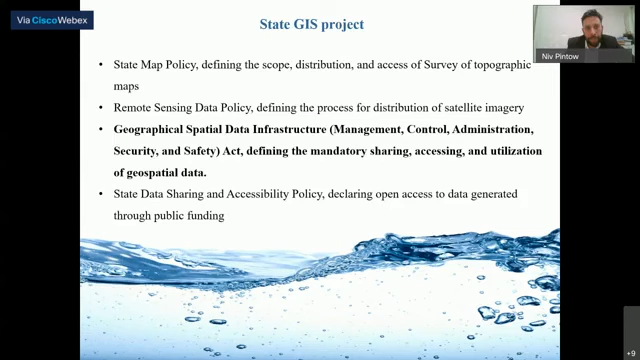 Via Cisco Webex
State GIS project
Niv Pintow
• State Map Policy, defining the scope, distribution, and access of Survey of topographic
maps
• Remote Sensing Data Policy, defining the process for distribution of satellite imagery
• Geographical Spatial Data Infrastructure (Management, Control, Administration,
Security, and Safety) Act, defining the mandatory sharing, accessing, and utilization
of geospatial data.
• State Data Sharing and Accessibility Policy, declaring open access to data generated
through public funding
+9